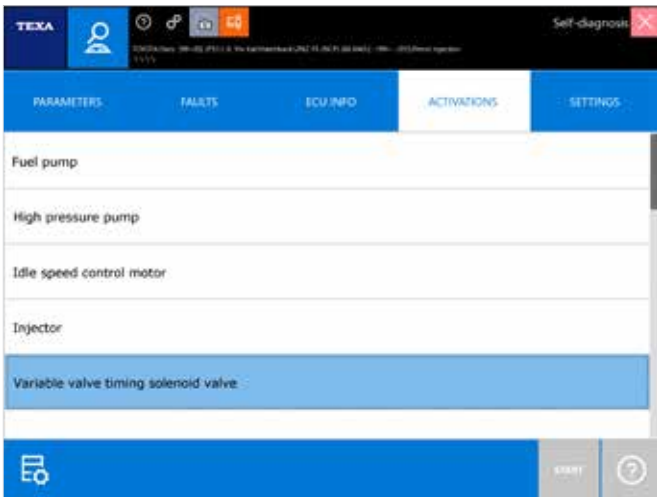 TEXA
Self-diagnosis
PARAMETERS
FAULTS
ECU INFO
ACTIVATIONS
SETTINGS
Fuel pump
High pressure pump
Idle speed control motor
Injector
Variable valve timing solenoid valve
START